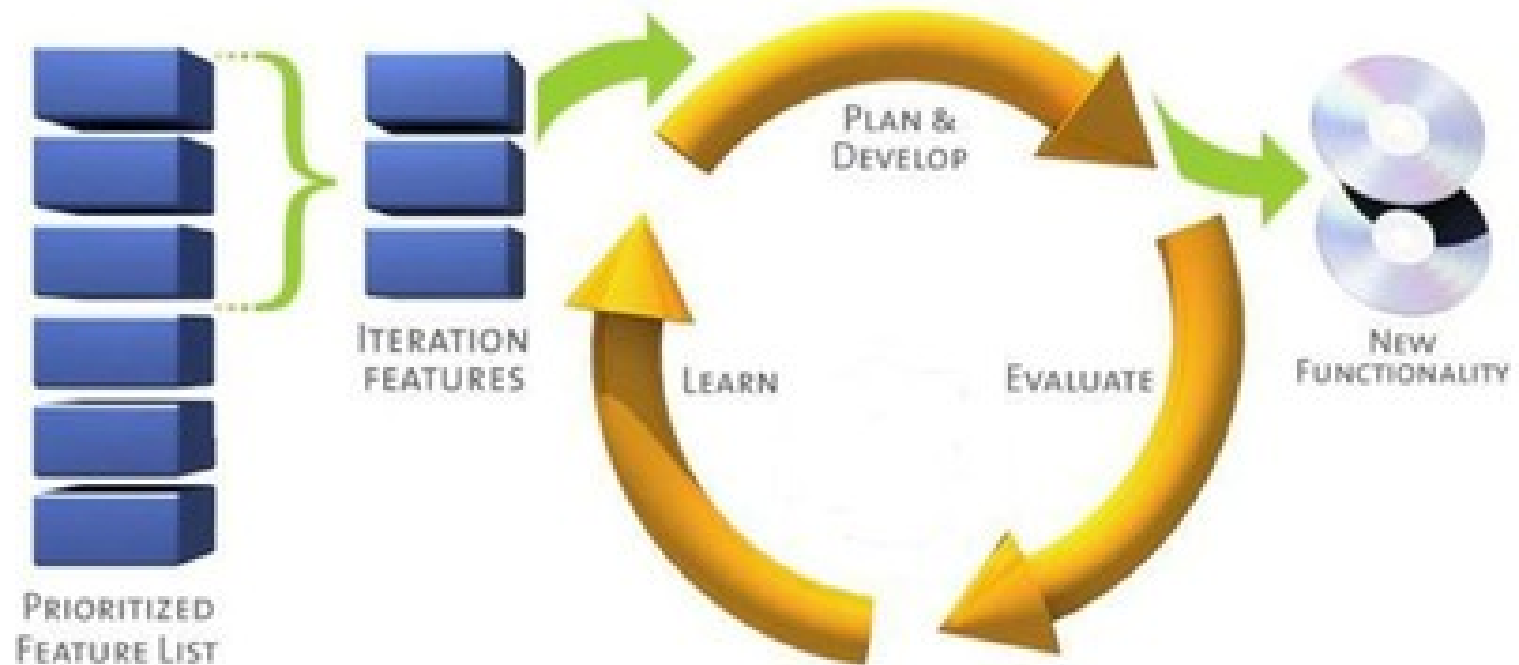 PLAN &
DEVELOP
ITERATION
FEATURES
LEARN
EVALUATE
NEW
FUNCTIONALITY
PRIORITIZED
FEATURE LIST